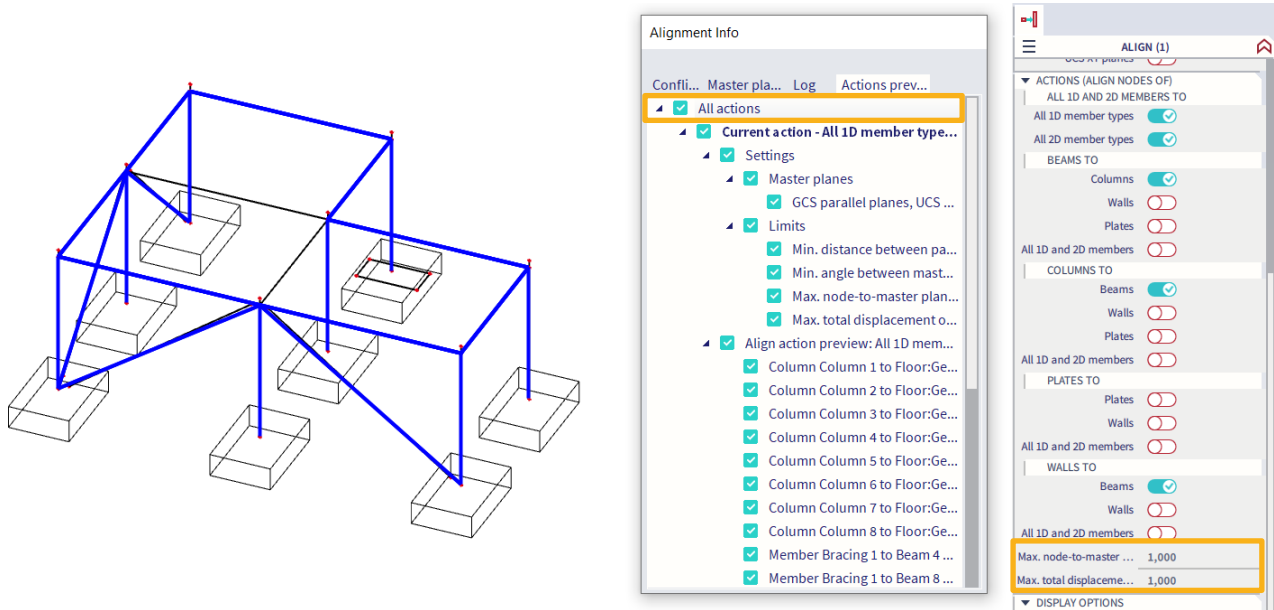 Alignment Info
Confli... Master pla... Log Actions prev...
All actions
Current action - All 1D member type...
Settings
Master planes
GCS parallel planes, UCS ...
Limits
Min. distance between pa...
Min. angle between mast...
Max. node-to-master plan...
Max. total displacement o...
Align action preview: All 1D mem...
Column Column 1 to Floor:Ge...
Column Column 2 to Floor:Ge...
Column Column 3 to Floor:Ge...
Column Column 4 to Floor:Ge...
Column Column 5 to Floor:Ge...
Column Column 6 to Floor:Ge...
Column Column 7 to Floor:Ge...
Column Column 8 to Floor:Ge...
Member Bracing 1 to Beam 4 ...
Member Bracing 1 to Beam 8 ...
ALIGN (1)
UCS XY planes
ACTIONS (ALIGN NODES OF)
ALL 1D AND 2D MEMBERS TO
All 1D member types
All 2D member types
BEAMS TO
Columns
Walls
Plates
All 1D and 2D members
COLUMNS TO
Beams
Walls
Plates
All 1D and 2D members
PLATES TO
Plates
Walls
All 1D and 2D members
WALLS TO
Beams
Walls
All 1D and 2D members
Max. node-to-master ... 1,000
Max. total displaceme... 1,000
DISPLAY OPTIONS